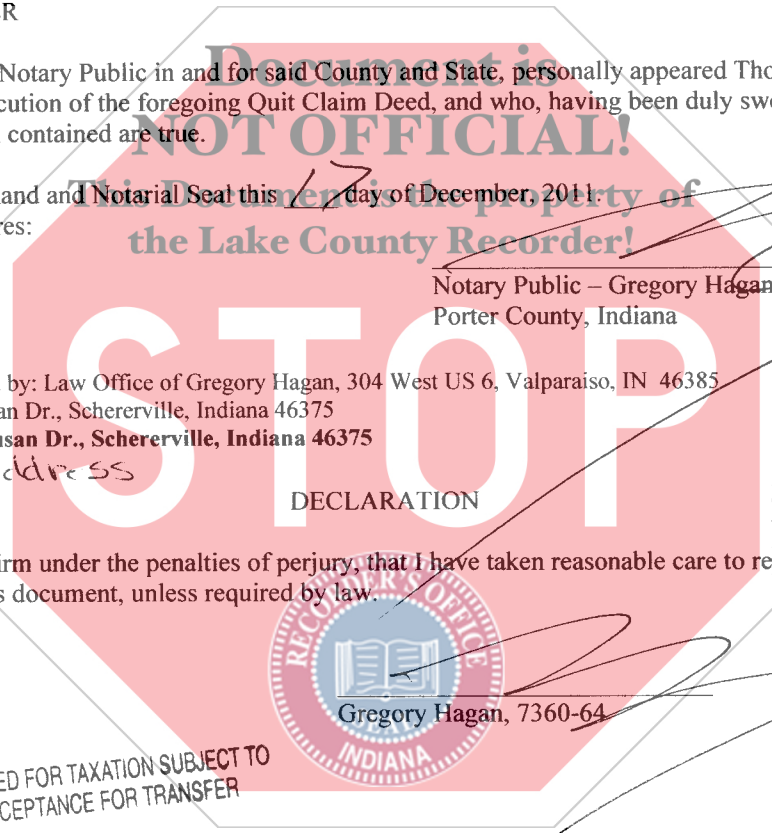 R
Document is
Notary Public in and for said County and State, personally appeared Tho
cution of the foregoing Quit Claim Deed, and who, having been duly swo
contained are true.
NOT OFFICIAL!
and and Notarial Seal this 17 day of December, 2011.
This Document is the property of
res:
the Lake County Recorder!
Notary Public – Gregory Hagan
Porter County, Indiana
STOP
by: Law Office of Gregory Hagan, 304 West US 6, Valparaiso, IN 46385
an Dr., Schererville, Indiana 46375
usan Dr., Schererville, Indiana 46375
ddress
DECLARATION
irm under the penalties of perjury, that I have taken reasonable care to re
s document, unless required by law.
RECORDER'S OFFICE
SEAL
INDIANA
Gregory Hagan, 7360-64
ED FOR TAXATION SUBJECT TO
CEPTANCE FOR TRANSFER